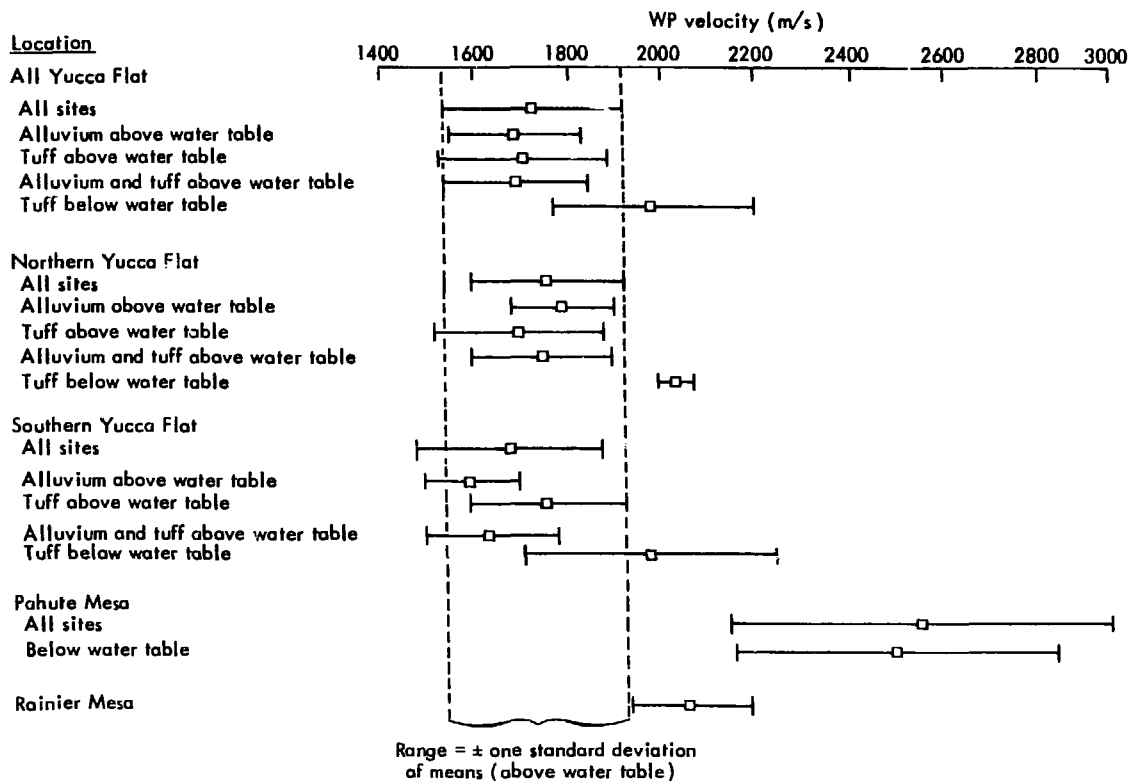 WP velocity (m/s)
Location
1400 1600 1800 2000 2200 2400 2600 2800 3000
All Yucca Flat
All sites
Alluvium above water table
Tuff above water table
Alluvium and tuff above water table
Tuff below water table
Northern Yucca Flat
All sites
Alluvium above water table
Tuff above water table
Alluvium and tuff above water table
Tuff below water table
Southern Yucca Flat
All sites
Alluvium above water table
Tuff above water table
Alluvium and tuff above water table
Tuff below water table
Pahute Mesa
All sites
Below water table
Rainier Mesa
Range = ± one standard deviation
of means (above water table)